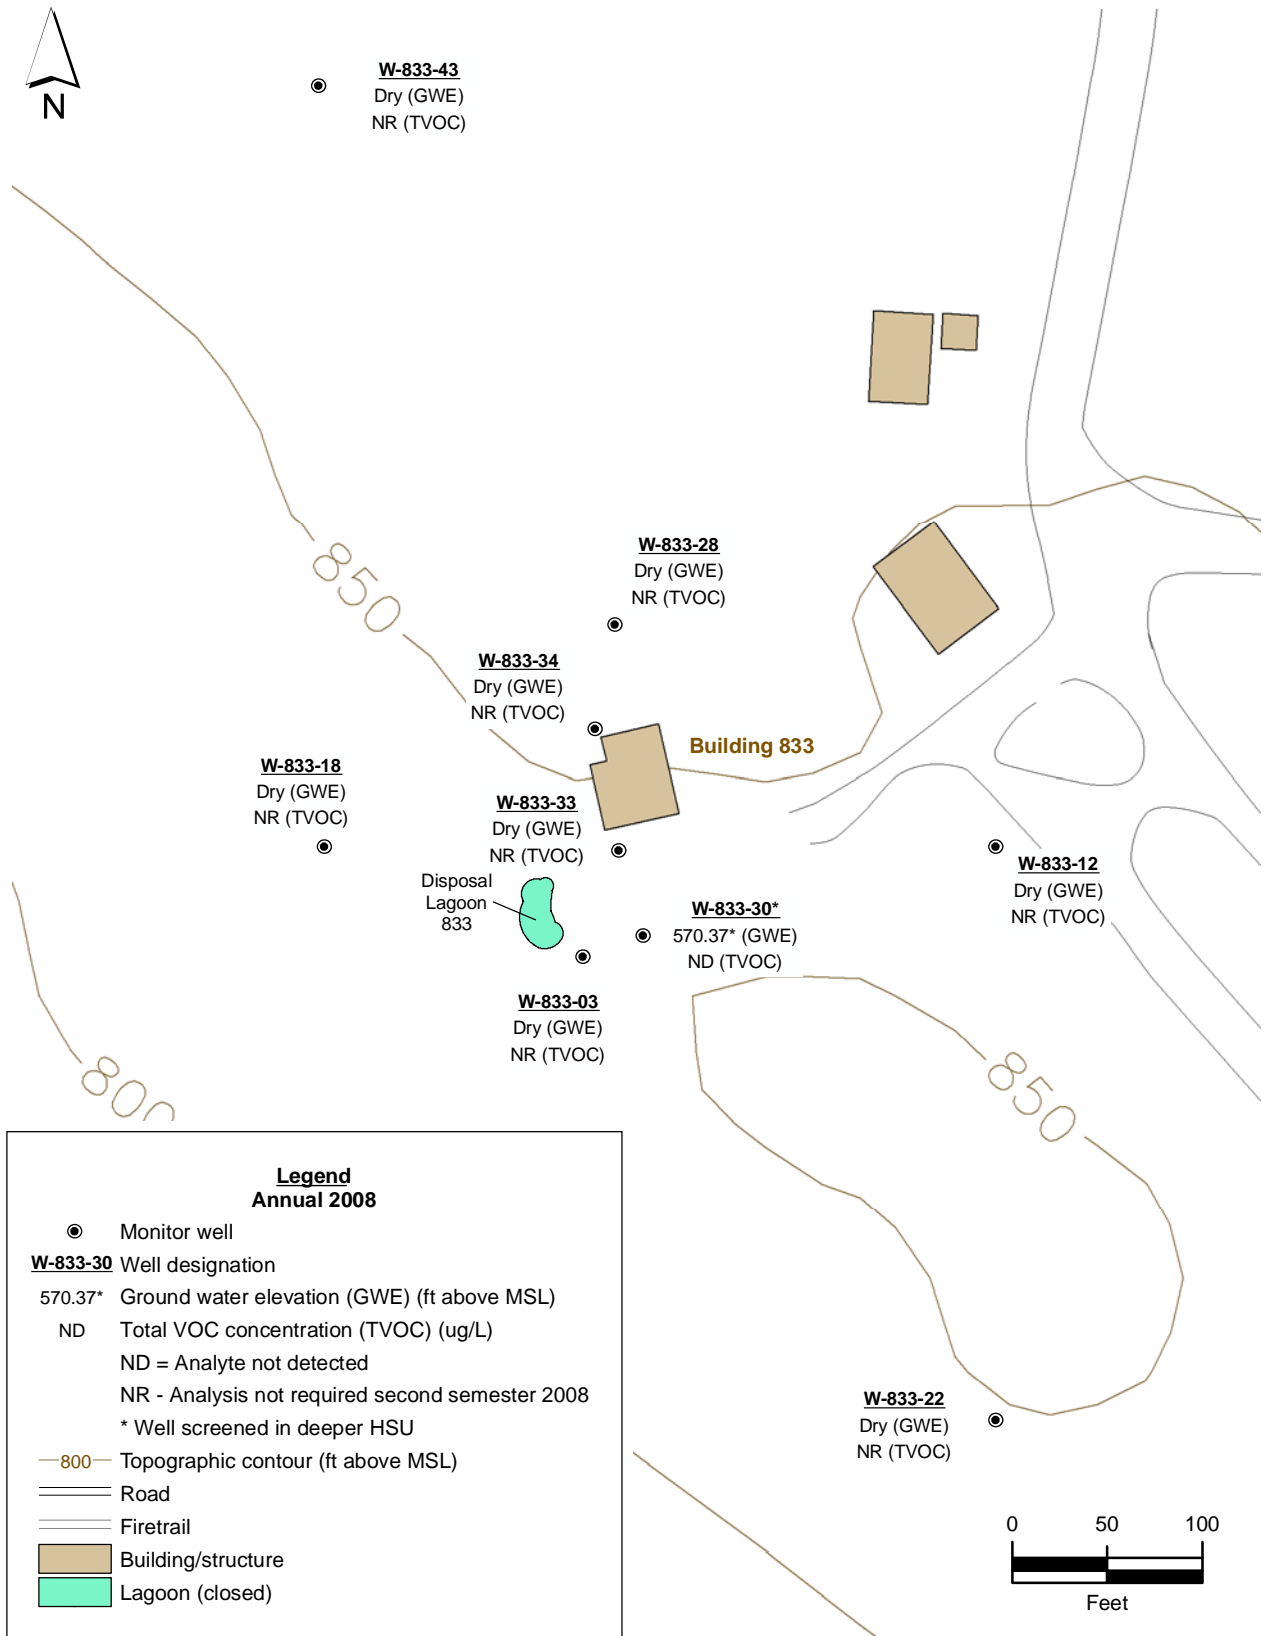 N
W-833-43
Dry (GWE)
NR (TVOC)
850
W-833-28
Dry (GWE)
NR (TVOC)
W-833-34
Dry (GWE)
NR (TVOC)
Building 833
W-833-18
Dry (GWE)
NR (TVOC)
W-833-33
Dry (GWE)
NR (TVOC)
W-833-12
Dry (GWE)
NR (TVOC)
Disposal
Lagoon
833
W-833-30*
570.37* (GWE)
ND (TVOC)
W-833-03
Dry (GWE)
NR (TVOC)
800
850
Legend
Annual 2008
Monitor well
W-833-30 Well designation
570.37* Ground water elevation (GWE) (ft above MSL)
ND Total VOC concentration (TVOC) (ug/L)
ND = Analyte not detected
NR - Analysis not required second semester 2008
* Well screened in deeper HSU
800 Topographic contour (ft above MSL)
Road
Firetrail
Building/structure
Lagoon (closed)
W-833-22
Dry (GWE)
NR (TVOC)
0 50 100
Feet